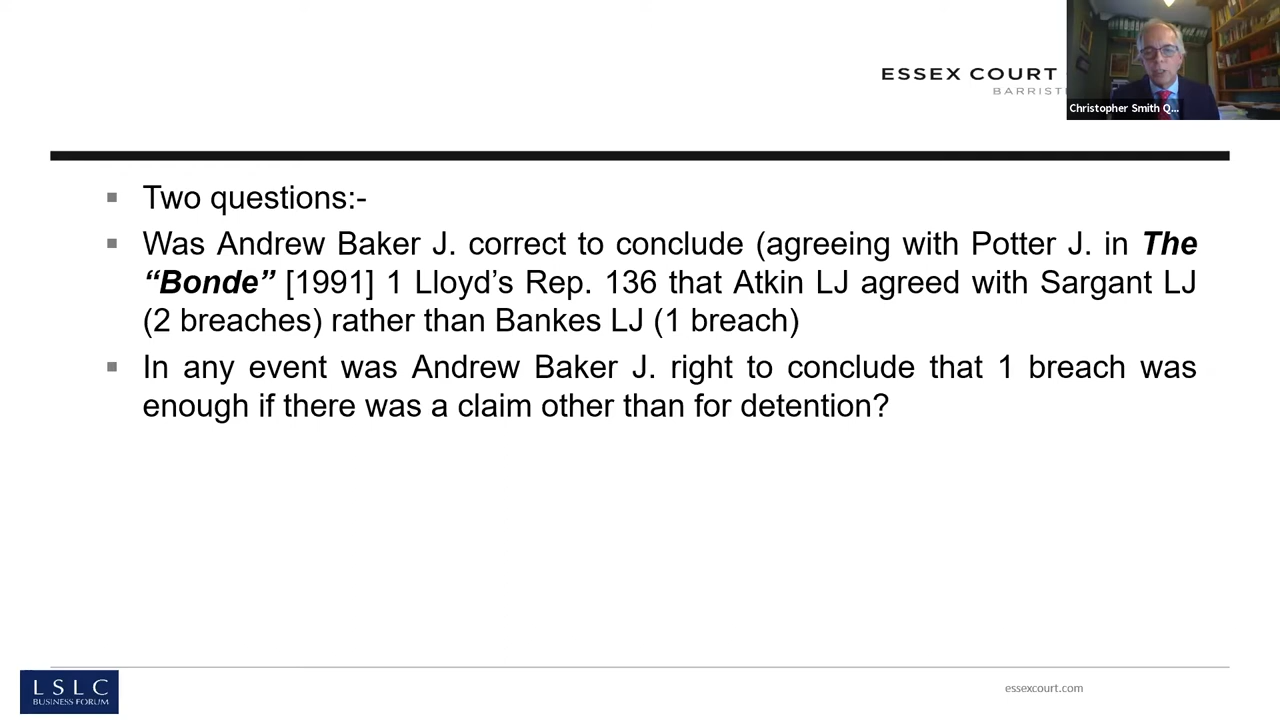 ESSEX COURT
BARRIST
Christopher Smith Q...
Two questions:-
Was Andrew Baker J. correct to conclude (agreeing with Potter J. in The
“Bonde” [1991] 1 Lloyd’s Rep. 136 that Atkin LJ agreed with Sargant LJ
(2 breaches) rather than Bankes LJ (1 breach)
In any event was Andrew Baker J. right to conclude that 1 breach was
enough if there was a claim other than for detention?
LSLC
BUSINESS FORUM
essexcourt.com